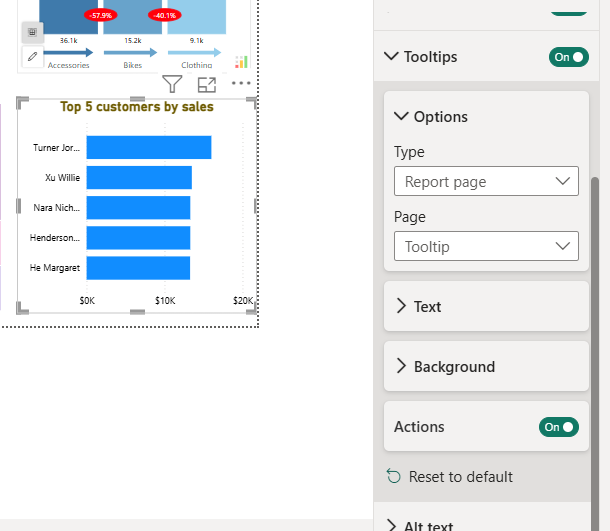 -57.9%
-40.1%
36.1k
15.2k
9.1k
Accessories
Bikes
Clothing
Top 5 customers by sales
Turner Jor...
Xu Willie
Nara Nich...
Henderson...
He Margaret
$0K
$10K
$20K
Tooltips
On
Options
Type
Report page
Page
Tooltip
Text
Background
Actions
On
Reset to default
Alt text